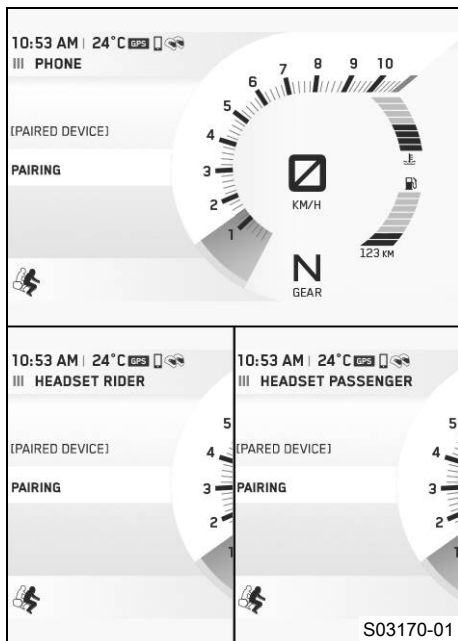 10:53 AM | 24°C GPS
PHONE
[PAIRED DEVICE]
PAIRING
1
2
3
4
5
6
7
8
9
10
0
KM/H
N
GEAR
123 KM
10:53 AM | 24°C GPS
HEADSET RIDER
[PAIRED DEVICE]
PAIRING
5
4
3
2
1
10:53 AM | 24°C GPS
HEADSET PASSENGER
[PARED DEVICE]
PAIRING
5
4
3
2
1
S03170-01